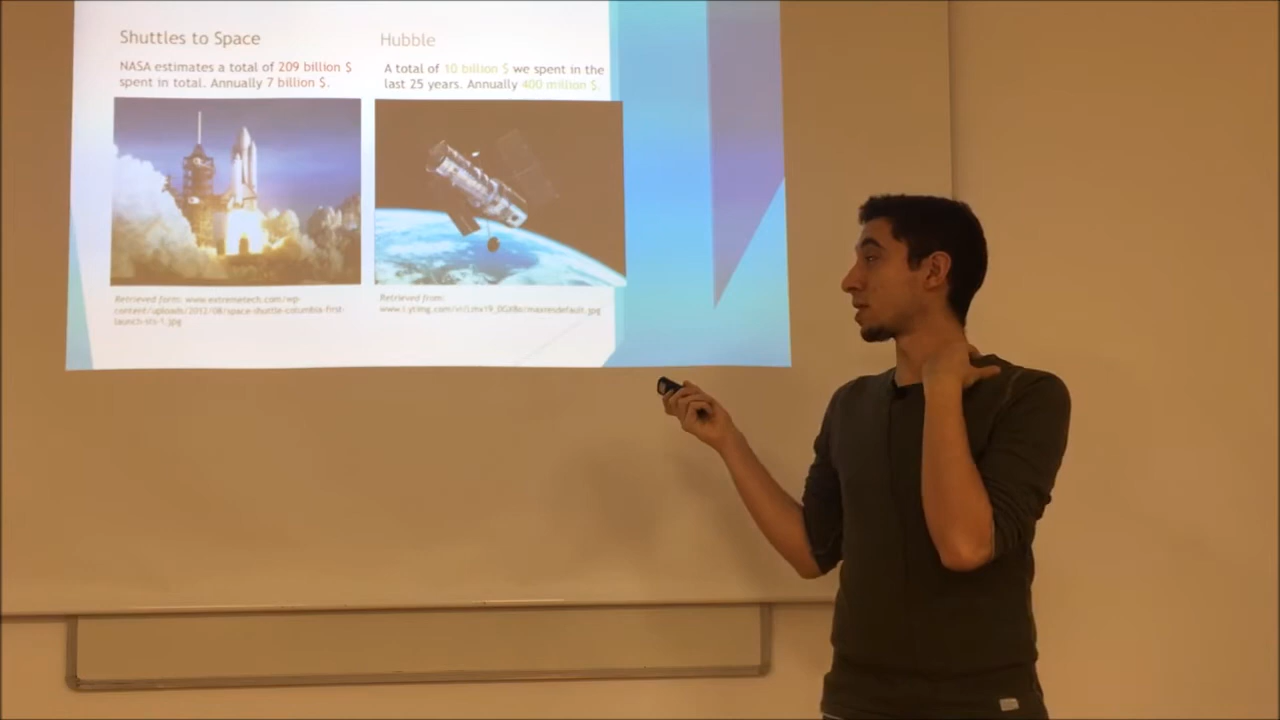 Shuttles to Space
NASA estimates a total of 209 billion $
spent in total. Annually 7 billion $.
Retrieved form: www.extremetech.com/wp-
content/uploads/2012/08/space-shuttle-columbia-first-
launch-sts-1.jpg
Hubble
A total of 10 billion $ we spent in the
last 25 years. Annually 400 million $.
Retrieved from: